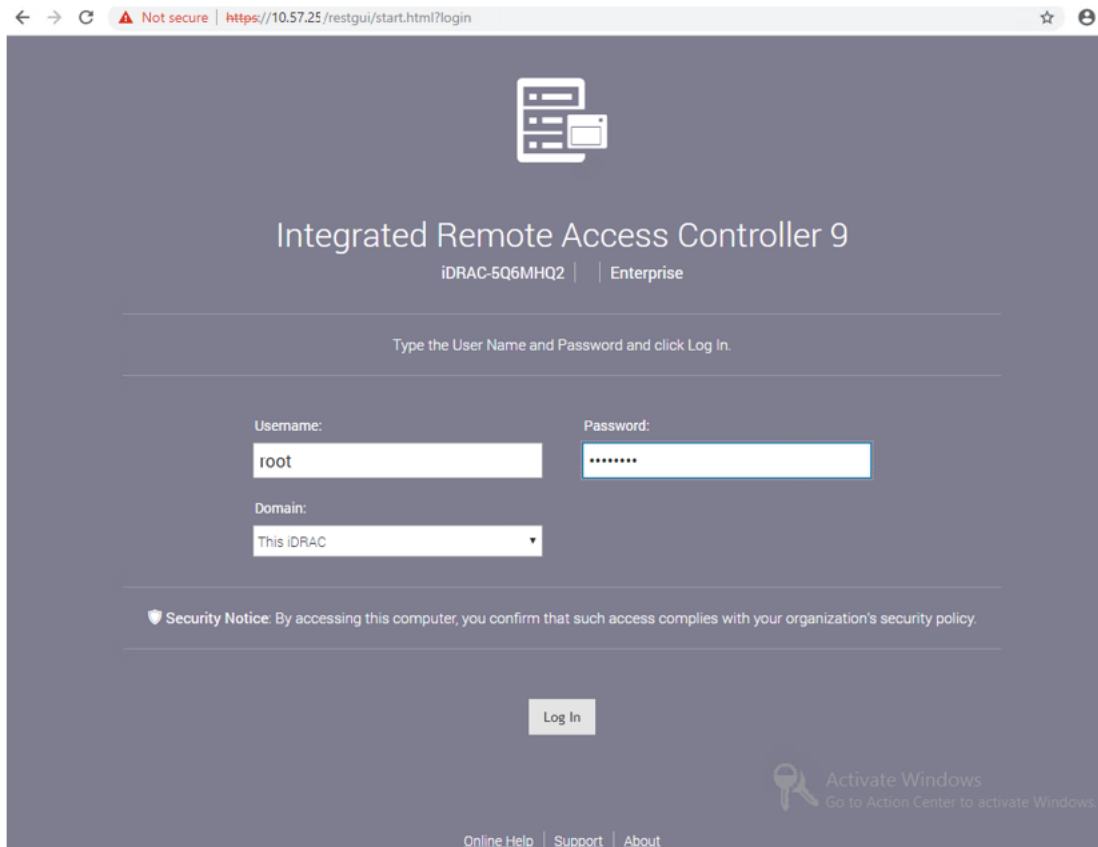 Not secure | https://10.57.25 /restgui/start.html?login
Integrated Remote Access Controller 9
iDRAC-5Q6MHQ2 | | Enterprise
Type the User Name and Password and click Log In.
Username: Password:
root ••••••••
Domain:
This iDRAC
Security Notice: By accessing this computer, you confirm that such access complies with your organization's security policy.
Log In
Activate Windows
Go to Action Center to activate Windows.
Online Help | Support | About